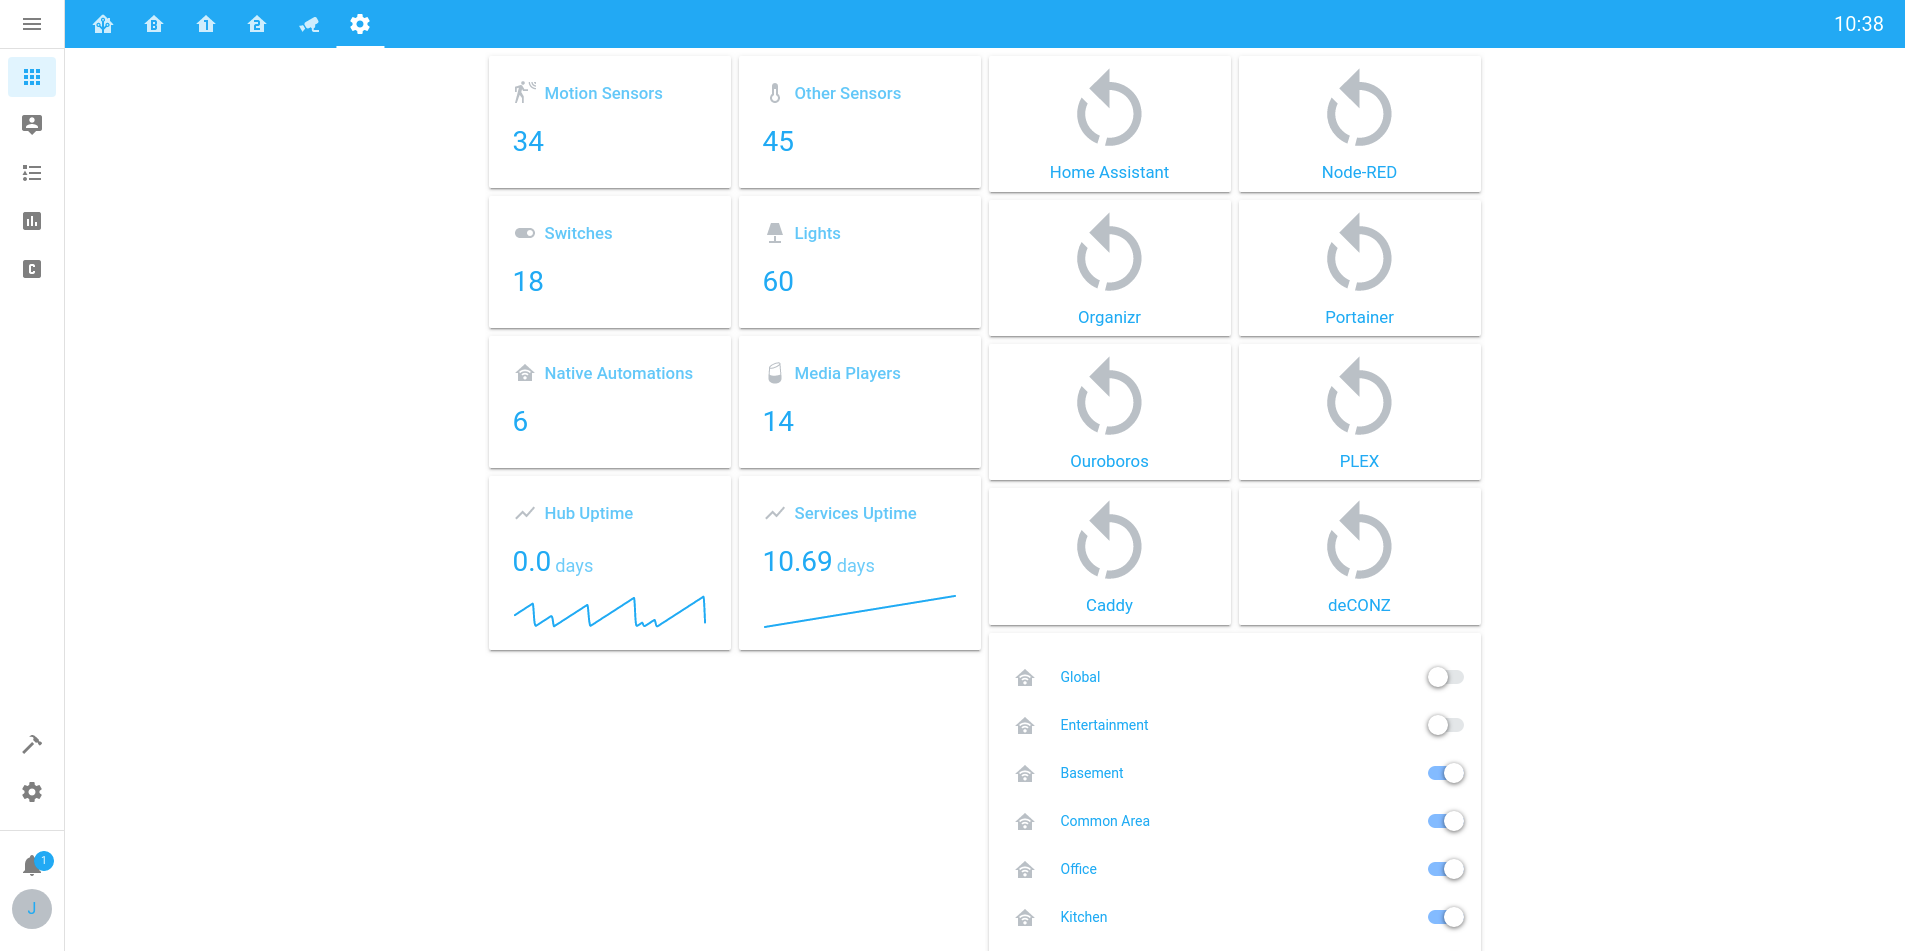 B 1 2 10:38
C
Motion Sensors
34
Other Sensors
45
Switches
18
Lights
60
Native Automations
6
Media Players
14
Hub Uptime
0.0 days
Services Uptime
10.69 days
Home Assistant
Node-RED
Organizr
Portainer
Ouroboros
PLEX
Caddy
deCONZ
Global
Entertainment
Basement
Common Area
Office
Kitchen
1
J